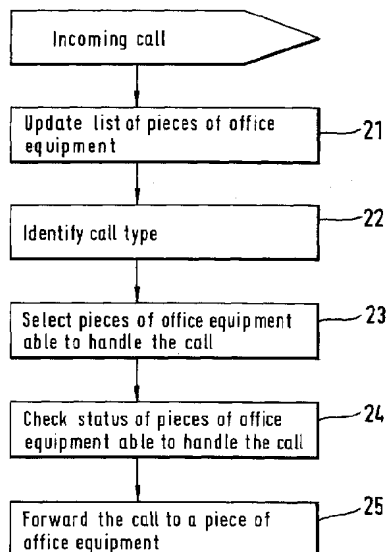 Incoming call
Update list of pieces of office
equipment
21
Identify call type
22
Select pieces of office equipment
able to handle the call
23
Check status of pieces of office
equipment able to handle the call
24
Forward the call to a piece of
office equipment
25